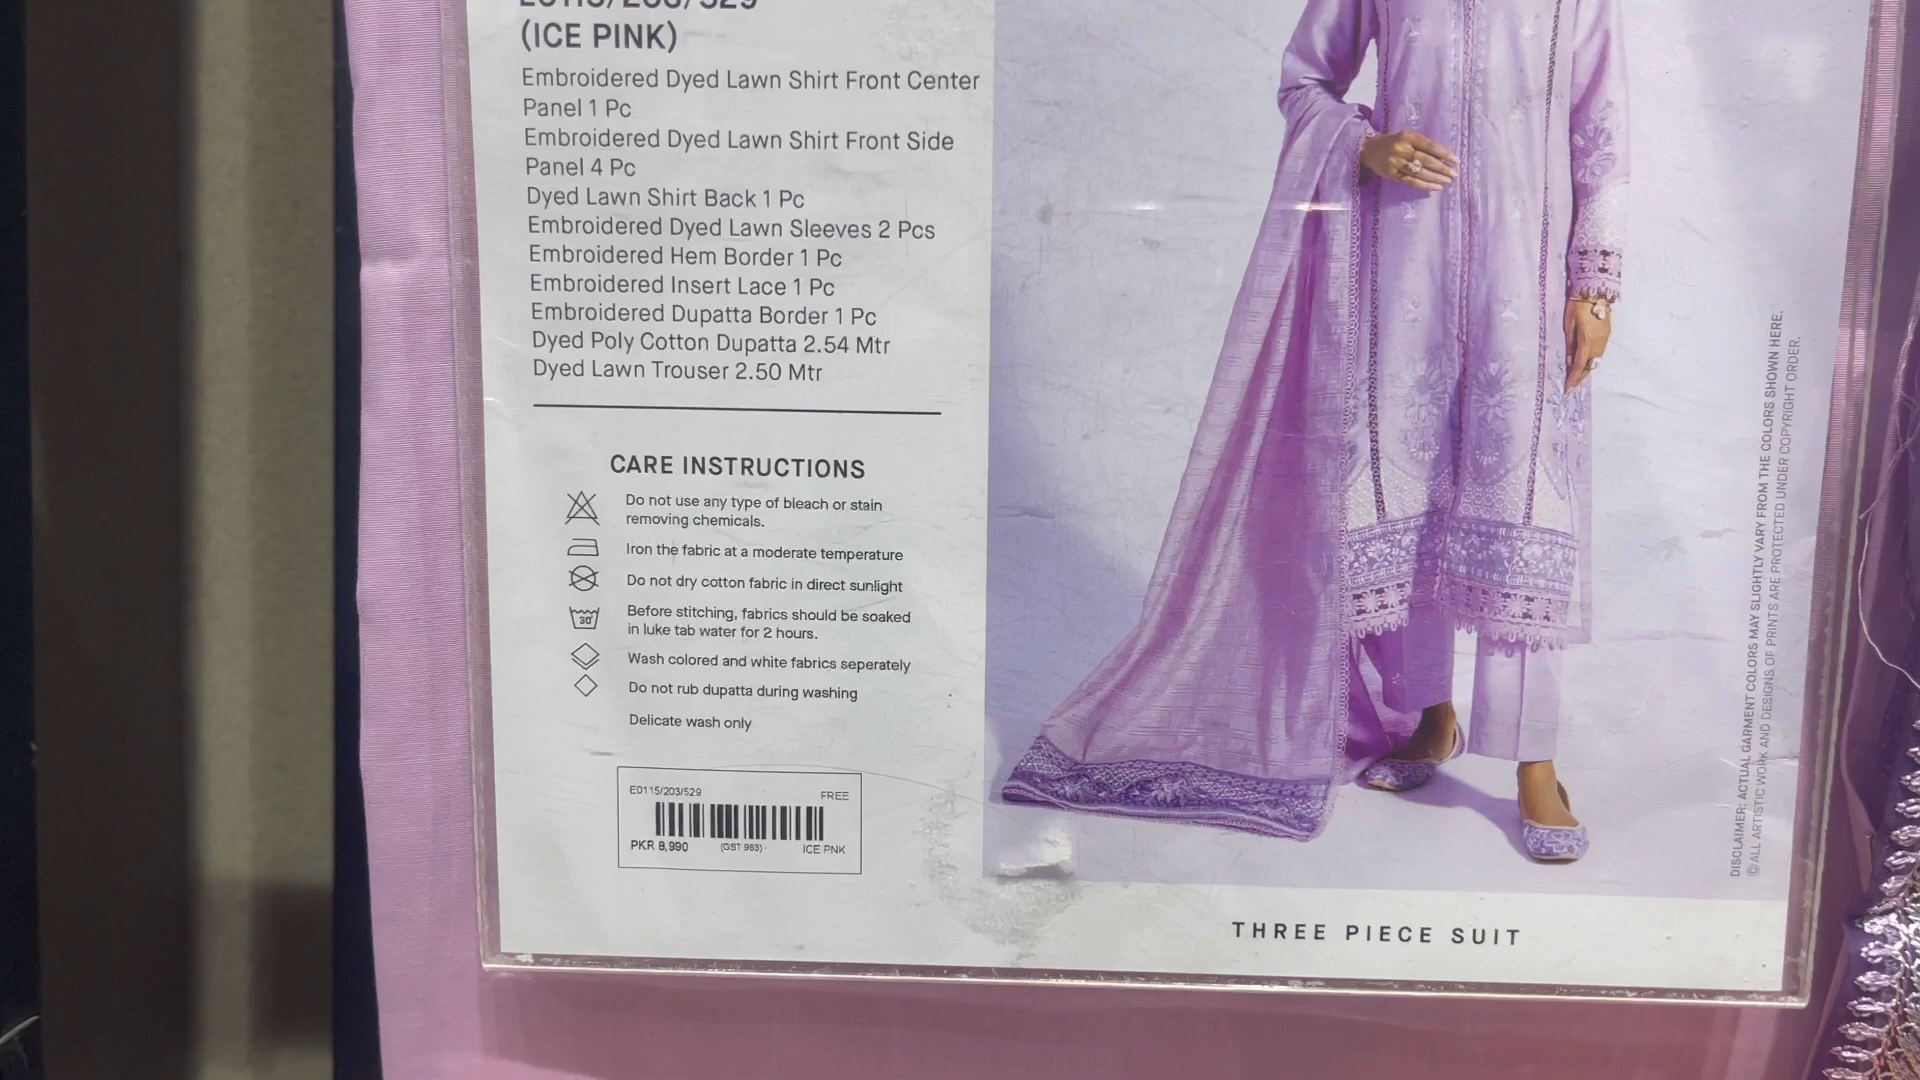 E0115/203/529
(ICE PINK)
Embroidered Dyed Lawn Shirt Front Center
Panel 1 Pc
Embroidered Dyed Lawn Shirt Front Side
Panel 4 Pc
Dyed Lawn Shirt Back 1 Pc
Embroidered Dyed Lawn Sleeves 2 Pcs
Embroidered Hem Border 1 Pc
Embroidered Insert Lace 1 Pc
Embroidered Dupatta Border 1 Pc
Dyed Poly Cotton Dupatta 2.54 Mtr
Dyed Lawn Trouser 2.50 Mtr
CARE INSTRUCTIONS
Do not use any type of bleach or stain
removing chemicals.
Iron the fabric at a moderate temperature
Do not dry cotton fabric in direct sunlight
30°
Before stitching, fabrics should be soaked
in luke tab water for 2 hours.
Wash colored and white fabrics seperately
Do not rub dupatta during washing
Delicate wash only
E0115/203/529 FREE
PKR 8,990 (GST 963) ICE PNK
THREE PIECE SUIT
DISCLAIMER: ACTUAL GARMENT COLORS MAY SLIGHTLY VARY FROM THE COLORS SHOWN HERE.
© ALL ARTISTIC WORK AND DESIGNS OF PRINTS ARE PROTECTED UNDER COPYRIGHT ORDER.